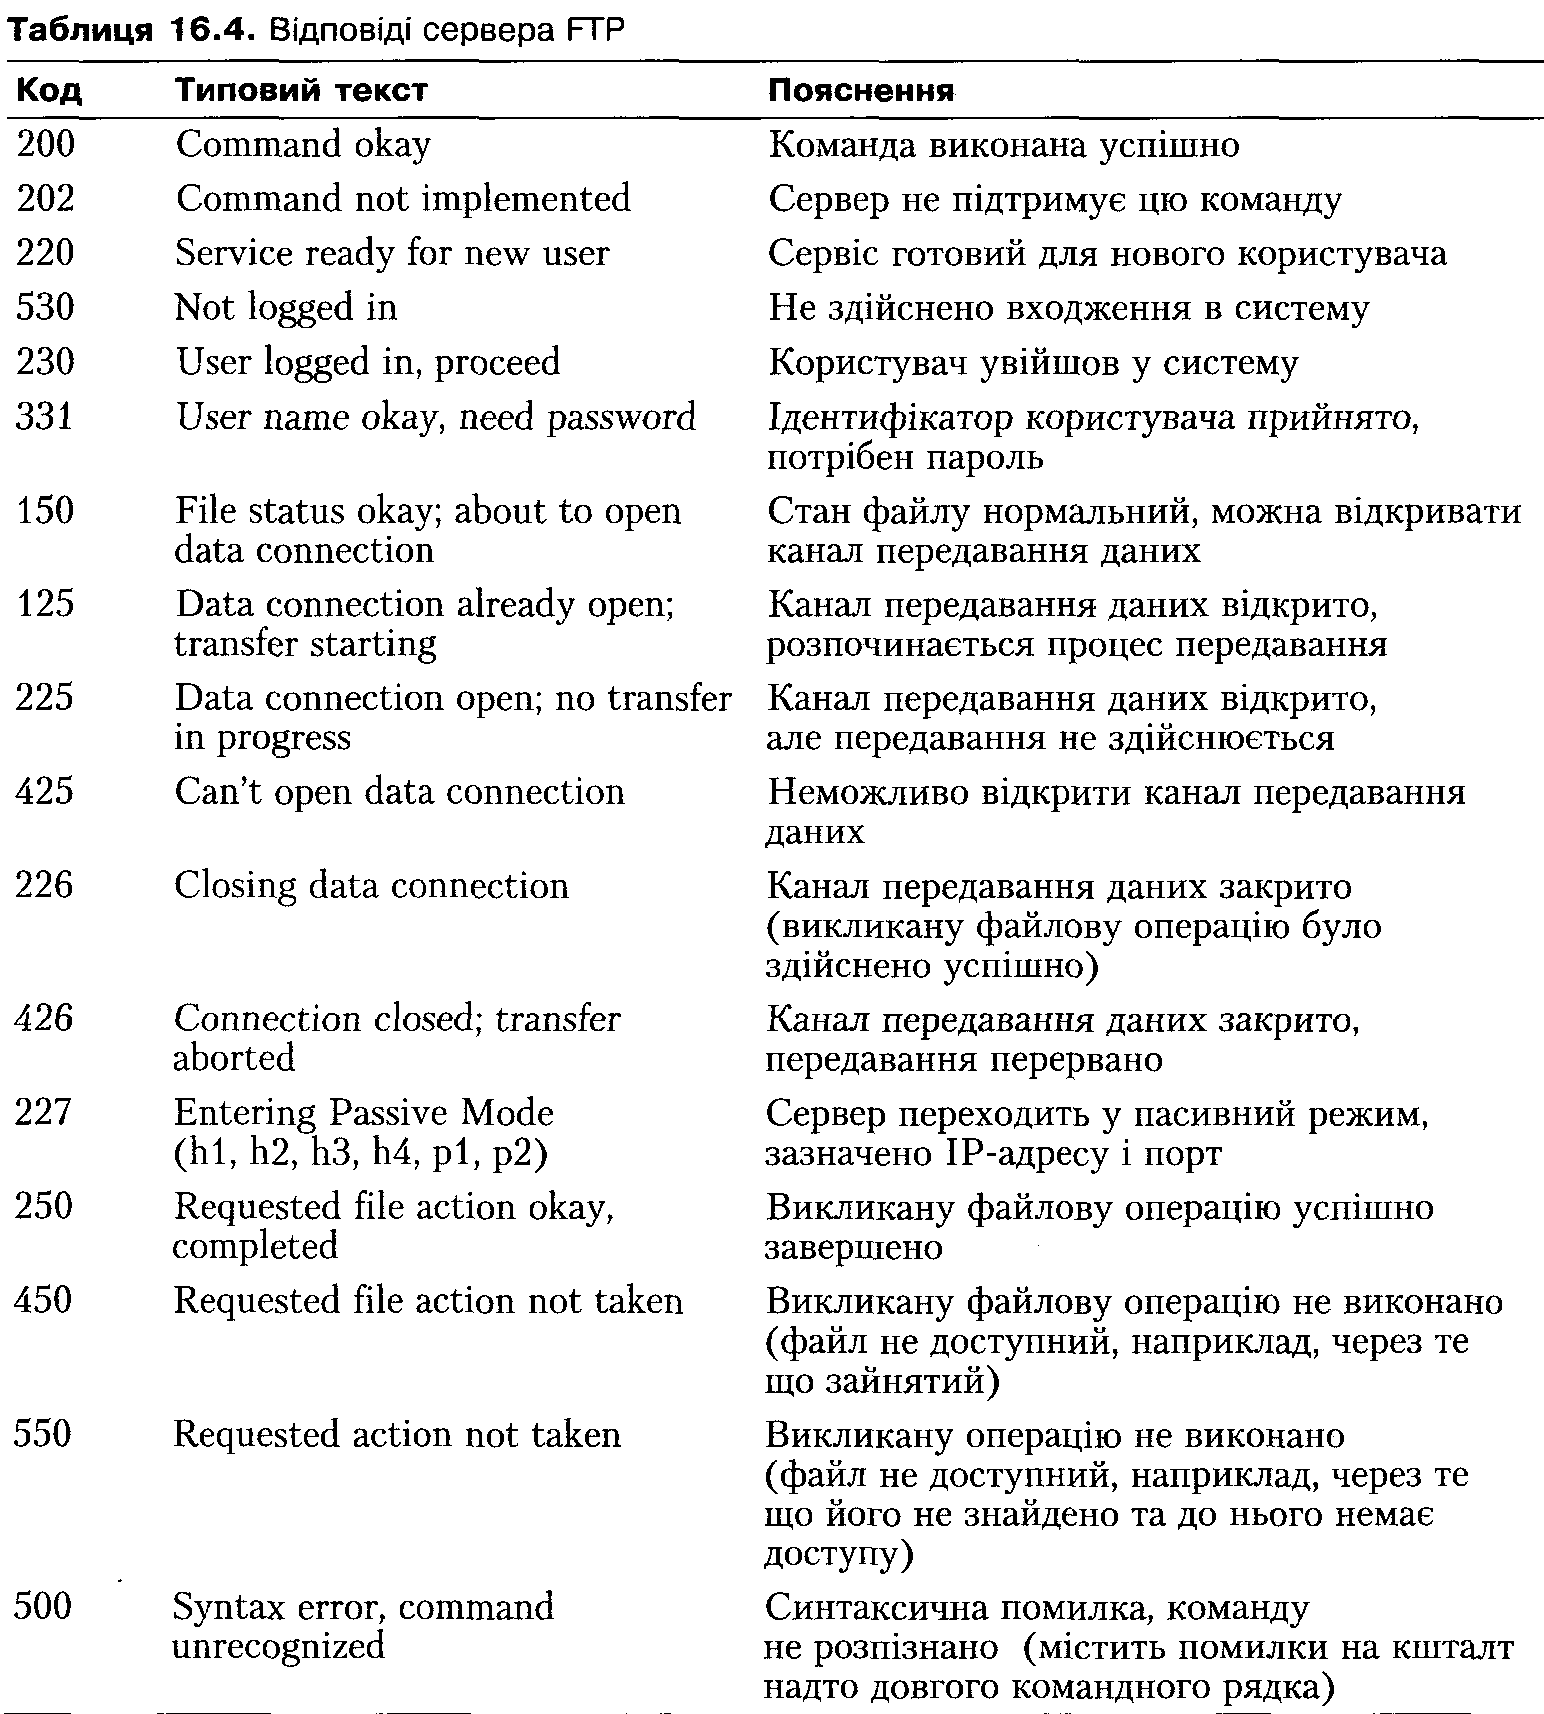 Таблиця 16.4. Відповіді сервера FTP
Код Типовий текст Пояснення
200 Command okay Команда виконана успішно
202 Command not implemented Сервер не підтримує цю команду
220 Service ready for new user Сервіс готовий для нового користувача
530 Not logged in Не здійснено входження в систему
230 User logged in, proceed Користувач увійшов у систему
331 User name okay, need password Ідентифікатор користувача прийнято,
потрібен пароль
150 File status okay; about to open Стан файлу нормальний, можна відкривати
data connection канал передавання даних
125 Data connection already open; Канал передавання даних відкрито,
transfer starting розпочинається процес передавання
225 Data connection open; no transfer Канал передавання даних відкрито,
in progress але передавання не здійснюється
425 Can't open data connection Неможливо відкрити канал передавання
даних
226 Closing data connection Канал передавання даних закрито
(викликану файлову операцію було
здійснено успішно)
426 Connection closed; transfer Канал передавання даних закрито,
aborted передавання перервано
227 Entering Passive Mode Сервер переходить у пасивний режим,
(h1, h2, h3, h4, p1, p2) зазначено IP-адресу і порт
250 Requested file action okay, Викликану файлову операцію успішно
completed завершено
450 Requested file action not taken Викликану файлову операцію не виконано
(файл не доступний, наприклад, через те
що зайнятий)
550 Requested action not taken Викликану операцію не виконано
(файл не доступний, наприклад, через те
що його не знайдено та до нього немає
доступу)
500 Syntax error, command Синтаксична помилка, команду
unrecognized не розпізнано (містить помилки на кшталт
надто довгого командного рядка)